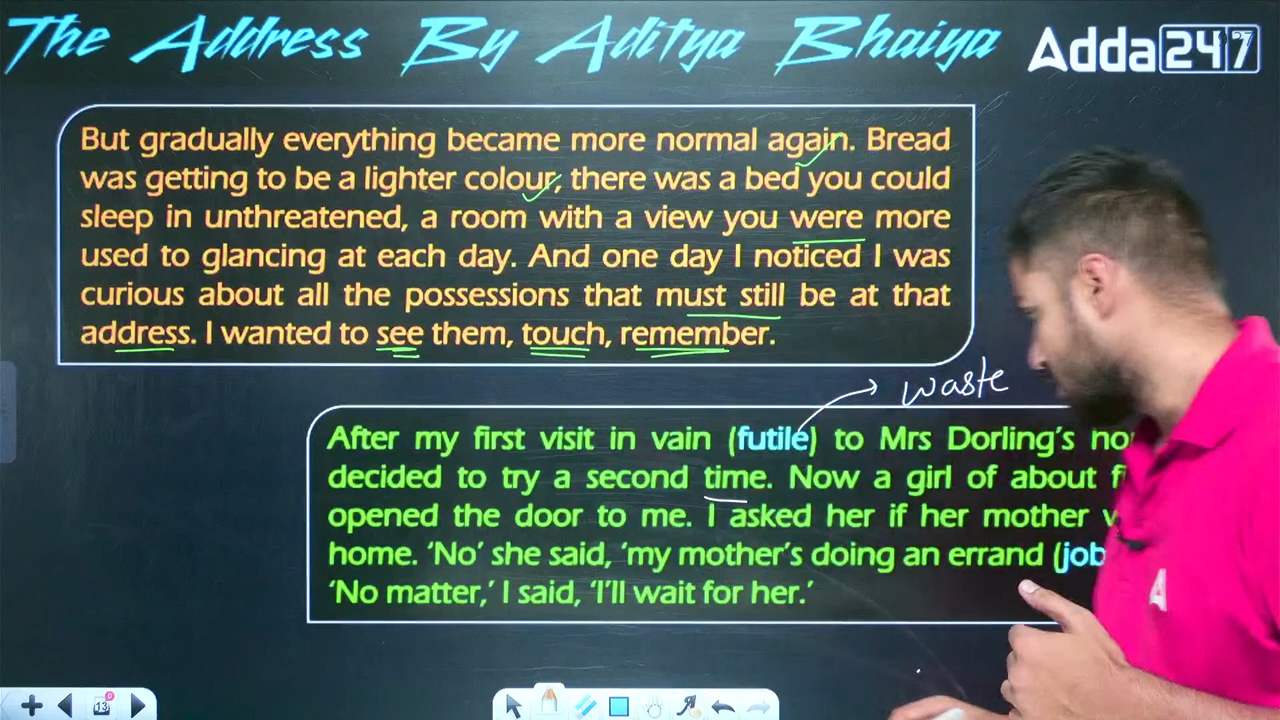 The Address By Aditya Bhaiya
Adda247
But gradually everything became more normal again. Bread
was getting to be a lighter colour, there was a bed you could
sleep in unthreatened, a room with a view you were more
used to glancing at each day. And one day I noticed I was
curious about all the possessions that must still be at that
address. I wanted to see them, touch, remember.
waste
After my first visit in vain (futile) to Mrs Dorling's
decided to try a second time. Now a girl of about
opened the door to me. I asked her if her mother
home. ‘No’ she said, ‘my mother's doing an errand (job
‘No matter,’ I said, ‘I'll wait for her.’
13
A